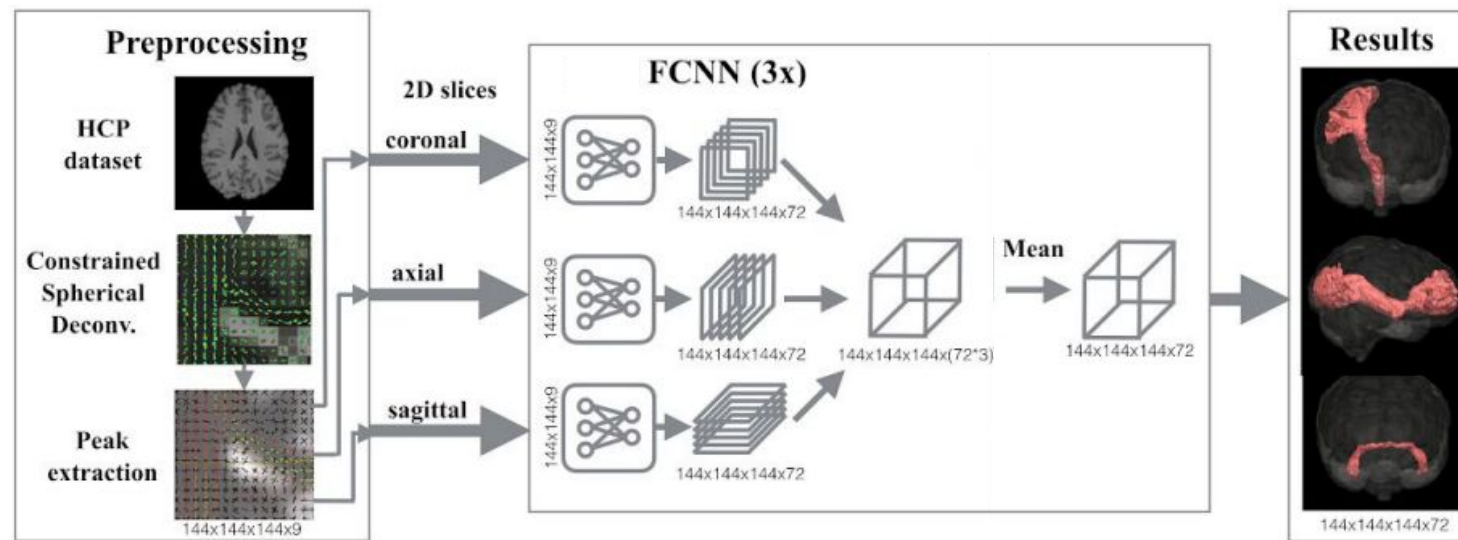 Preprocessing
HCP
dataset
Constrained
Spherical
Deconv.
Peak
extraction
144x144x144x9
2D slices
coronal
axial
sagittal
FCNN (3x)
144x144x9
144x144x144x72
144x144x9
144x144x144x72
144x144x9
144x144x144x72
144x144x144x(72*3)
Mean
144x144x144x72
Results
144x144x144x72